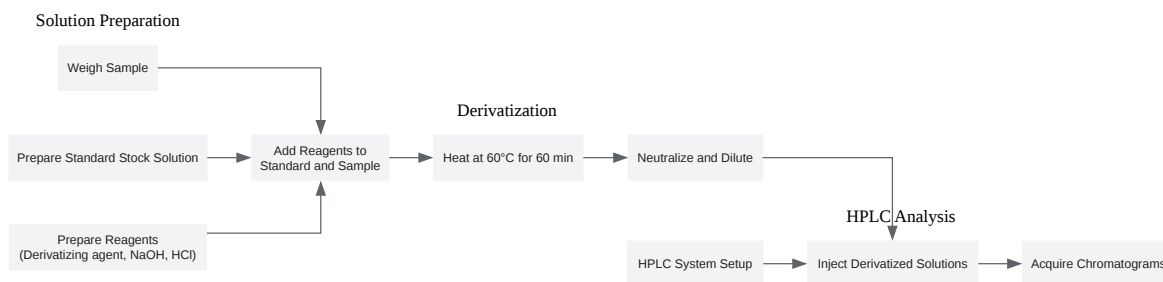 Solution Preparation
Weigh Sample
Derivatization
Prepare Standard Stock Solution
Add Reagents to
Standard and Sample
Heat at 60°C for 60 min
Neutralize and Dilute
Prepare Reagents
(Derivatizing agent, NaOH, HCl)
HPLC Analysis
HPLC System Setup
Inject Derivatized Solutions
Acquire Chromatograms